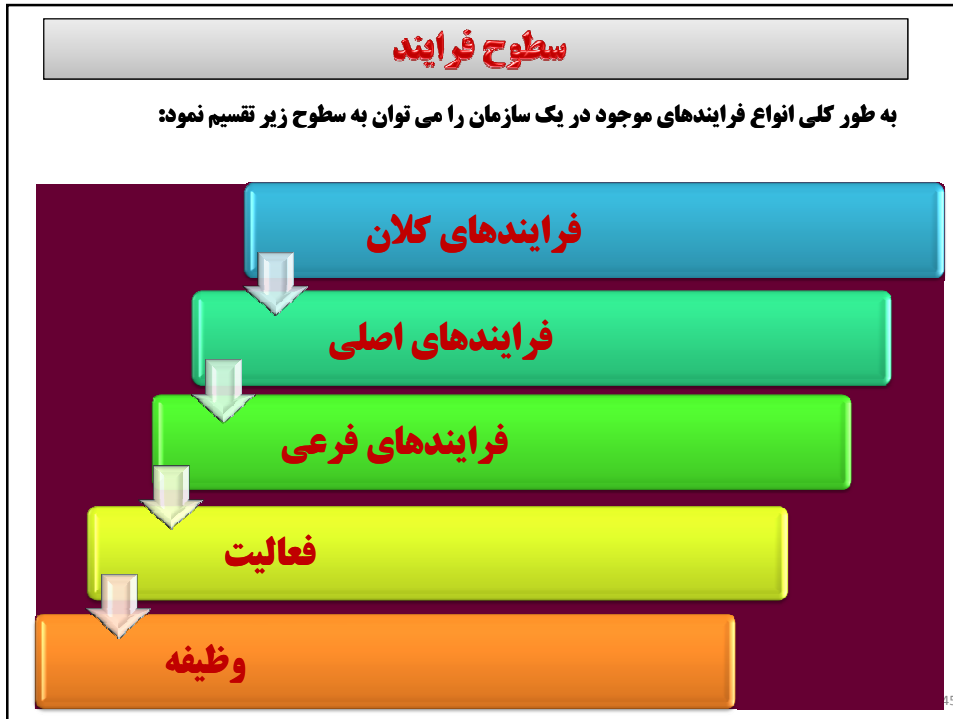 سطوح فرایند
به طور کلی انواع فرایندهای موجود در یک سازمان را می توان به سطوح زیر تقسیم نمود:
فرایندهای کلان
فرایندهای اصلی
فرایندهای فرعی
فعالیت
وظیفه
45